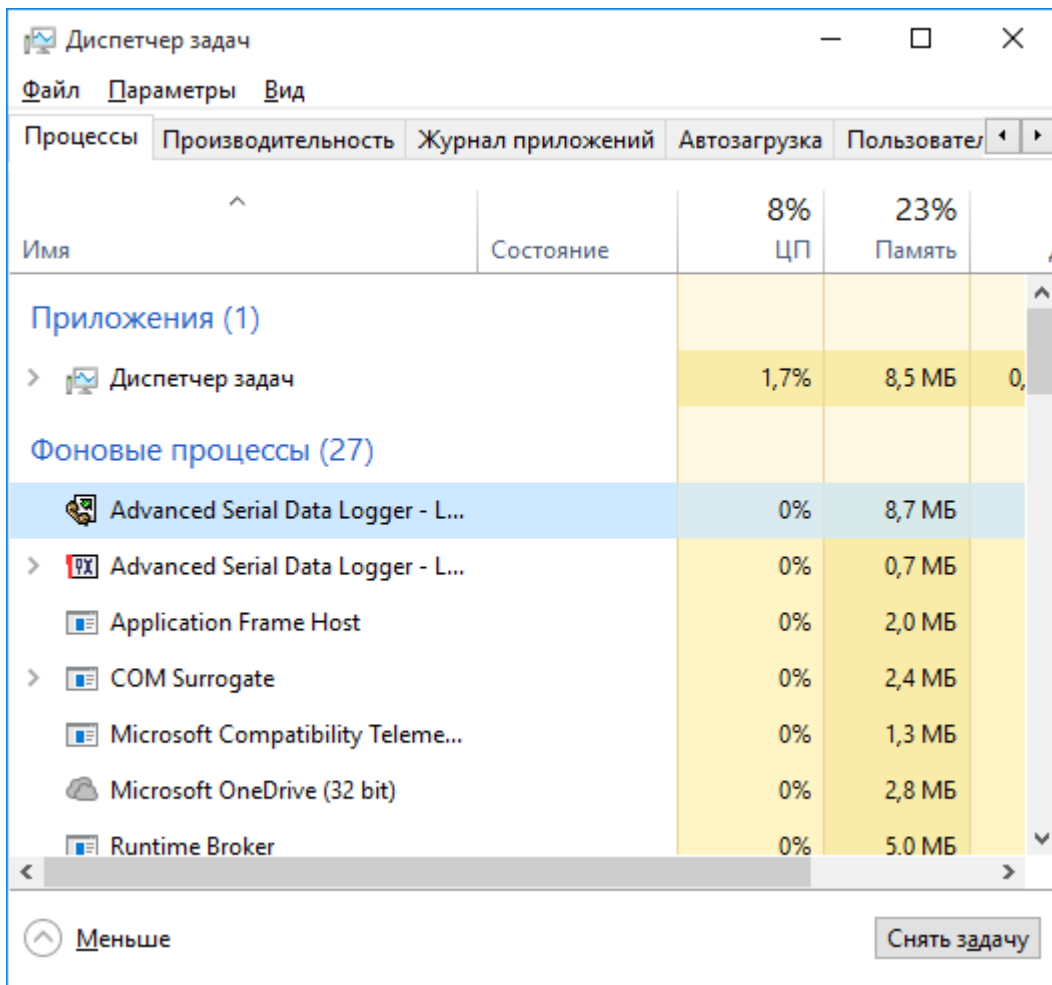 Диспетчер задач
Файл Параметры Вид
Процессы Производительность Журнал приложений Автозагрузка Пользовател
8% 23%
Имя Состояние ЦП Память
Приложения (1)
Диспетчер задач 1,7% 8,5 МБ 0,
Фоновые процессы (27)
Advanced Serial Data Logger - L... 0% 8,7 МБ
Advanced Serial Data Logger - L... 0% 0,7 МБ
Application Frame Host 0% 2,0 МБ
COM Surrogate 0% 2,4 МБ
Microsoft Compatibility Teleme... 0% 1,3 МБ
Microsoft OneDrive (32 bit) 0% 2,8 МБ
Runtime Broker 0% 5,0 МБ
Меньше Снять задачу